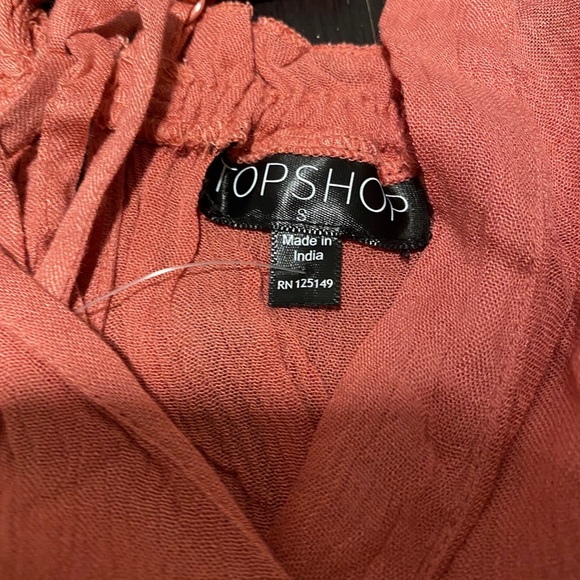 TOPSHOP
S
Made in
India
RN 125149